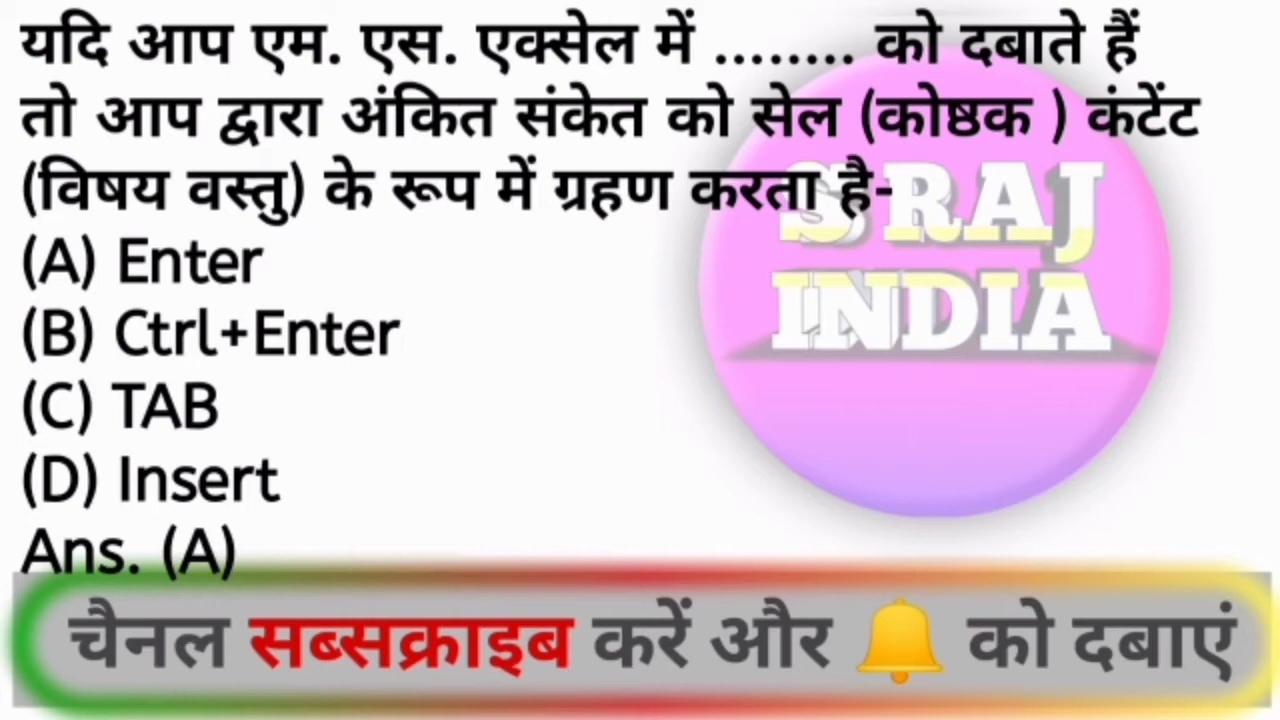 यदि आप एम. एस. एक्सेल में ........ को दबाते हैं
तो आप द्वारा अंकित संकेत को सेल (कोष्ठक ) कंटेंट
(विषय वस्तु) के रूप में ग्रहण करता है-
(A) Enter
(B) Ctrl+Enter
(C) TAB
(D) Insert
Ans. (A)
S RAJ
INDIA
चैनल सब्सक्राइब करें और 🔔 को दबाएं